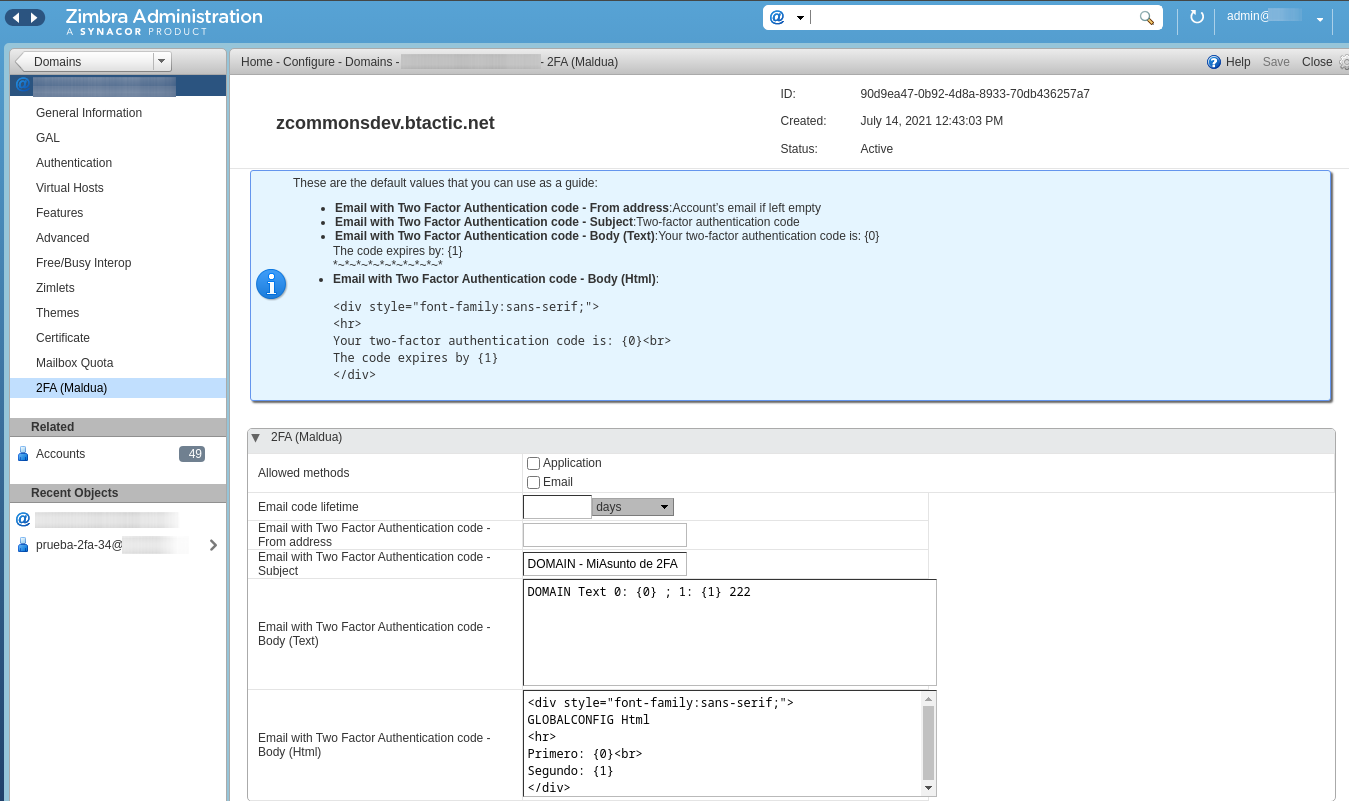 Zimbra Administration
A SYNACOR PRODUCT
admin@
Domains
Home - Configure - Domains -
- 2FA (Maldua)
Help
Save
Close
General Information
GAL
Authentication
Virtual Hosts
Features
Advanced
Free/Busy Interop
Zimlets
Themes
Certificate
Mailbox Quota
2FA (Maldua)
Related
Accounts
49
Recent Objects
prueba-2fa-34@
zcommonsdev.btactic.net
ID: 90d9ea47-0b92-4d8a-8933-70db436257a7
Created: July 14, 2021 12:43:03 PM
Status: Active
These are the default values that you can use as a guide:
• Email with Two Factor Authentication code - From address:Account’s email if left empty
• Email with Two Factor Authentication code - Subject:Two-factor authentication code
• Email with Two Factor Authentication code - Body (Text):Your two-factor authentication code is: {0}
The code expires by: {1}
*~*~*~*~*~*~*~*~*~*
• Email with Two Factor Authentication code - Body (Html):
<div style="font-family:sans-serif;">
<hr>
Your two-factor authentication code is: {0}<br>
The code expires by {1}
</div>
2FA (Maldua)
Allowed methods
Application
Email
Email code lifetime
days
Email with Two Factor Authentication code -
From address
Email with Two Factor Authentication code -
Subject
DOMAIN - MiAsunto de 2FA
Email with Two Factor Authentication code -
Body (Text)
DOMAIN Text 0: {0} ; 1: {1} 222
Email with Two Factor Authentication code -
Body (Html)
<div style="font-family:sans-serif;">
GLOBALCONFIG Html
<hr>
Primero: {0}<br>
Segundo: {1}
</div>